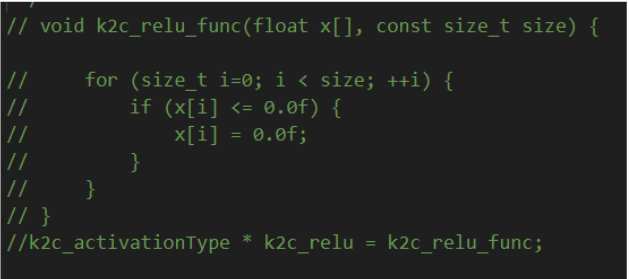 // void k2c_relu_func(float x[], const size_t size) {
//     for (size_t i=0; i < size; ++i) {
//         if (x[i] <= 0.0f) {
//             x[i] = 0.0f;
//         }
//     }
// }
//k2c_activationType * k2c_relu = k2c_relu_func;